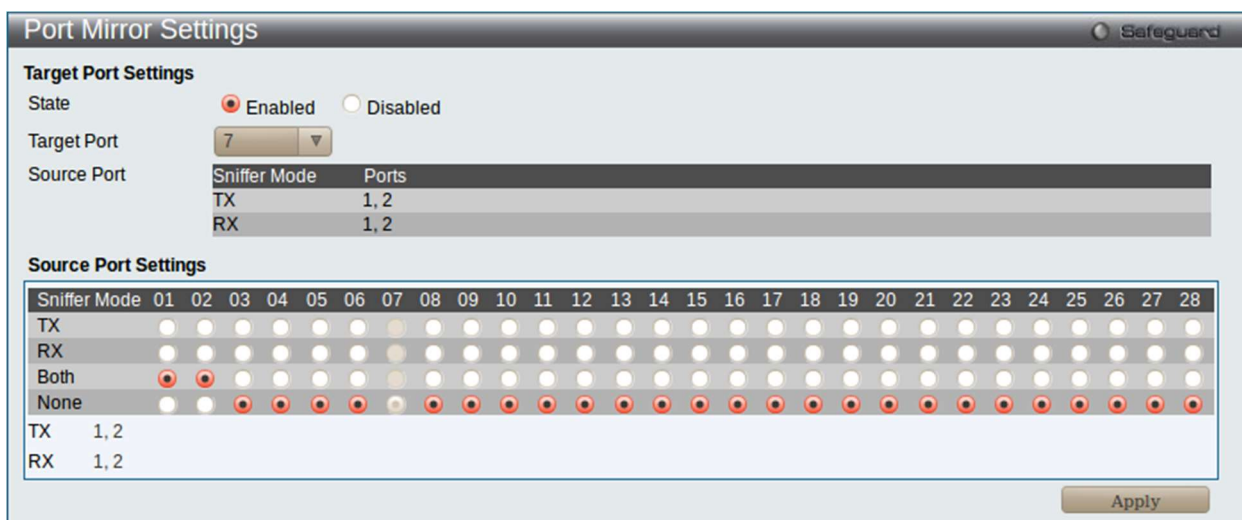 Port Mirror Settings Safeguard
Target Port Settings
State Enabled Disabled
Target Port 7
Source Port Sniffer Mode Ports
TX 1, 2
RX 1, 2
Source Port Settings
Sniffer Mode 01 02 03 04 05 06 07 08 09 10 11 12 13 14 15 16 17 18 19 20 21 22 23 24 25 26 27 28
TX
RX
Both
None
TX 1, 2
RX 1, 2
Apply